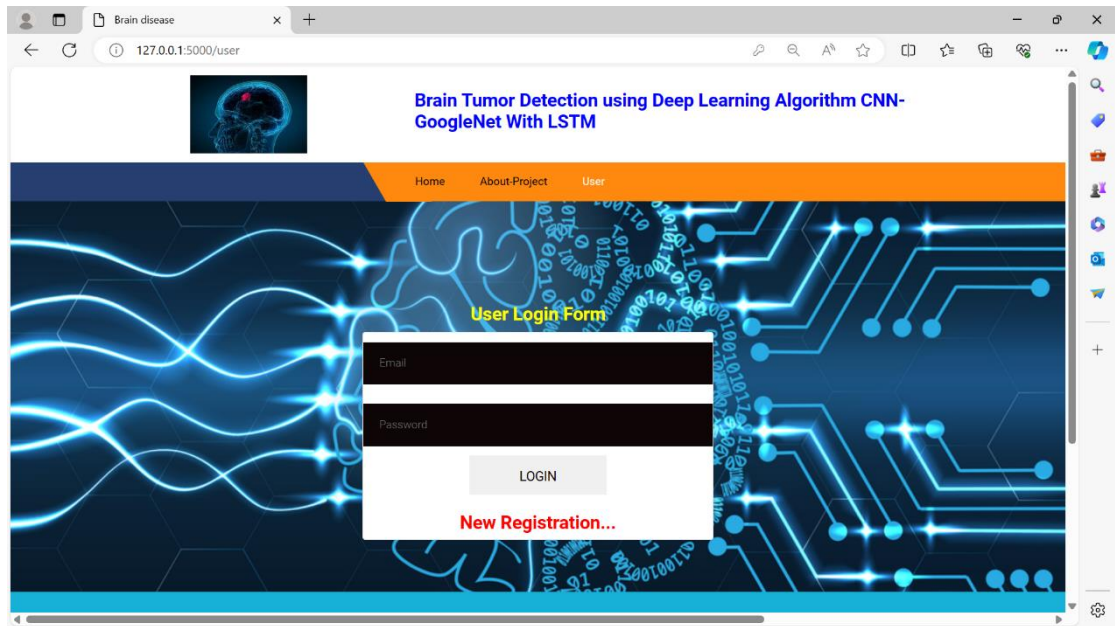 Brain disease
127.0.0.1:5000/user
Brain Tumor Detection using Deep Learning Algorithm CNN-
GoogleNet With LSTM
Home About-Project User
User Login Form
Email
Password
LOGIN
New Registration...